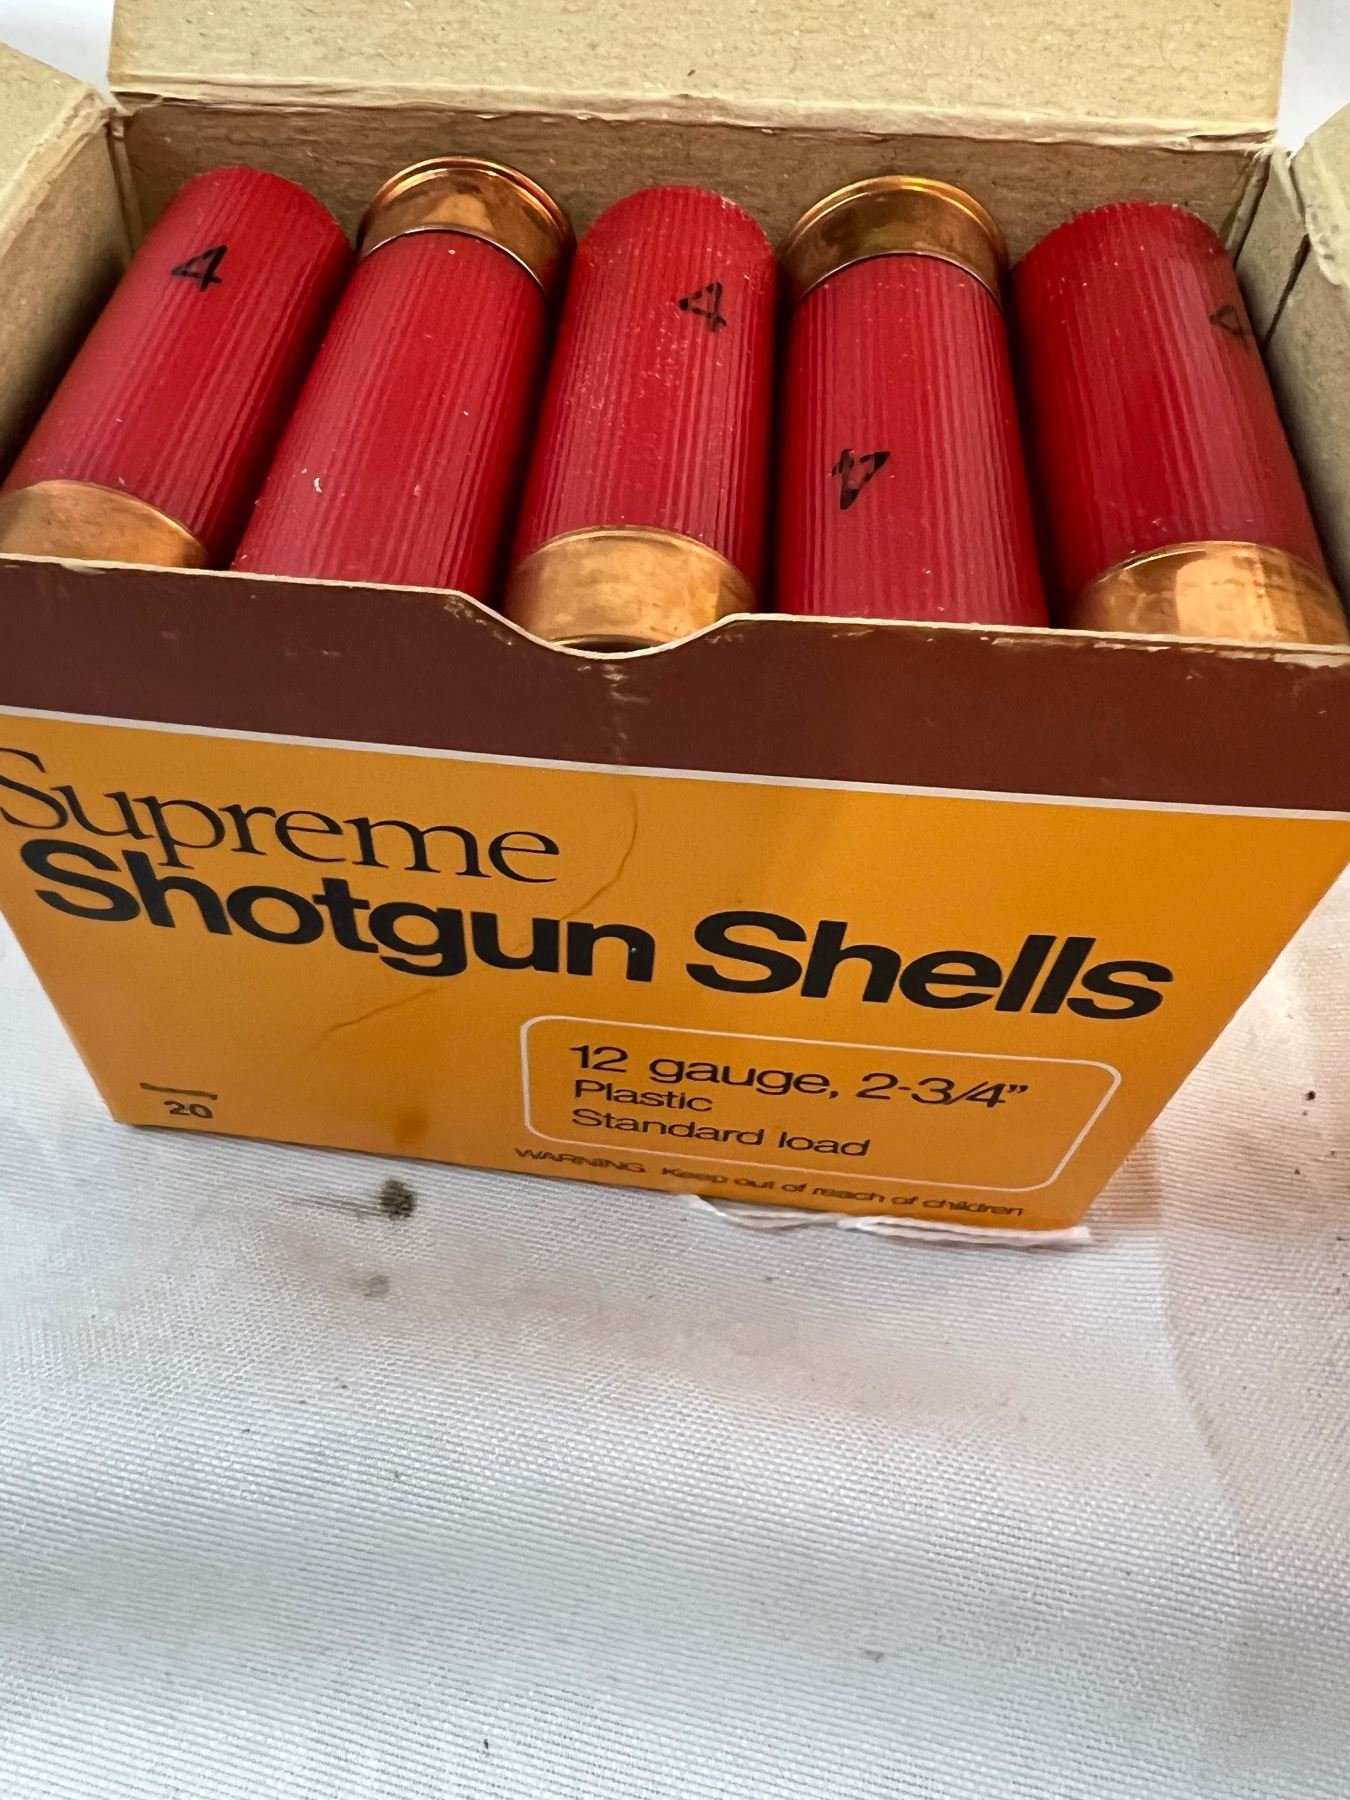 4
4
4
4
Supreme
Shotgun Shells
12 gauge, 2-3/4”
Plastic
Standard load
20
WARNING Keep out of reach of children